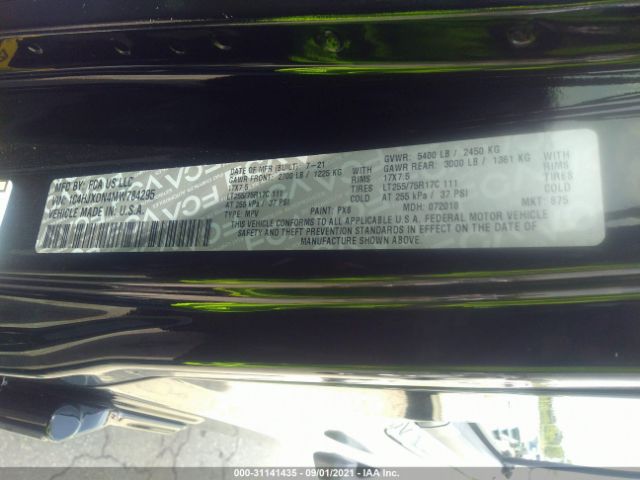 MFD BY: FCA US LLC
DATE OF MFR (BUILT: 7-21
GVWR: 5400 LB / 2450 KG
GAWR FRONT: 2700 LB / 1225 KG WITH
GAWR REAR: 3000 LB / 1361 KG WITH
17X7.5 RIMS
17X7.5 RIMS
LT255/75R17C 111 TIRES
LT255/75R17C 111 TIRES
AT 255 kPa / 37 PSI COLD
AT 255 kPa / 37 PSI COLD
VIN: 1C4HJXDN4MW784295
VEHICLE MADE IN U.S.A.
TYPE: MPV
PAINT: PX8
MDH: 072018
MKT: 875
THIS VEHICLE CONFORMS TO ALL APPLICABLE U.S.A. FEDERAL MOTOR VEHICLE
SAFETY AND THEFT PREVENTION STANDARDS IN EFFECT ON THE DATE OF
MANUFACTURE SHOWN ABOVE.
000-31141435 - 09/01/2021 - IAA Inc.